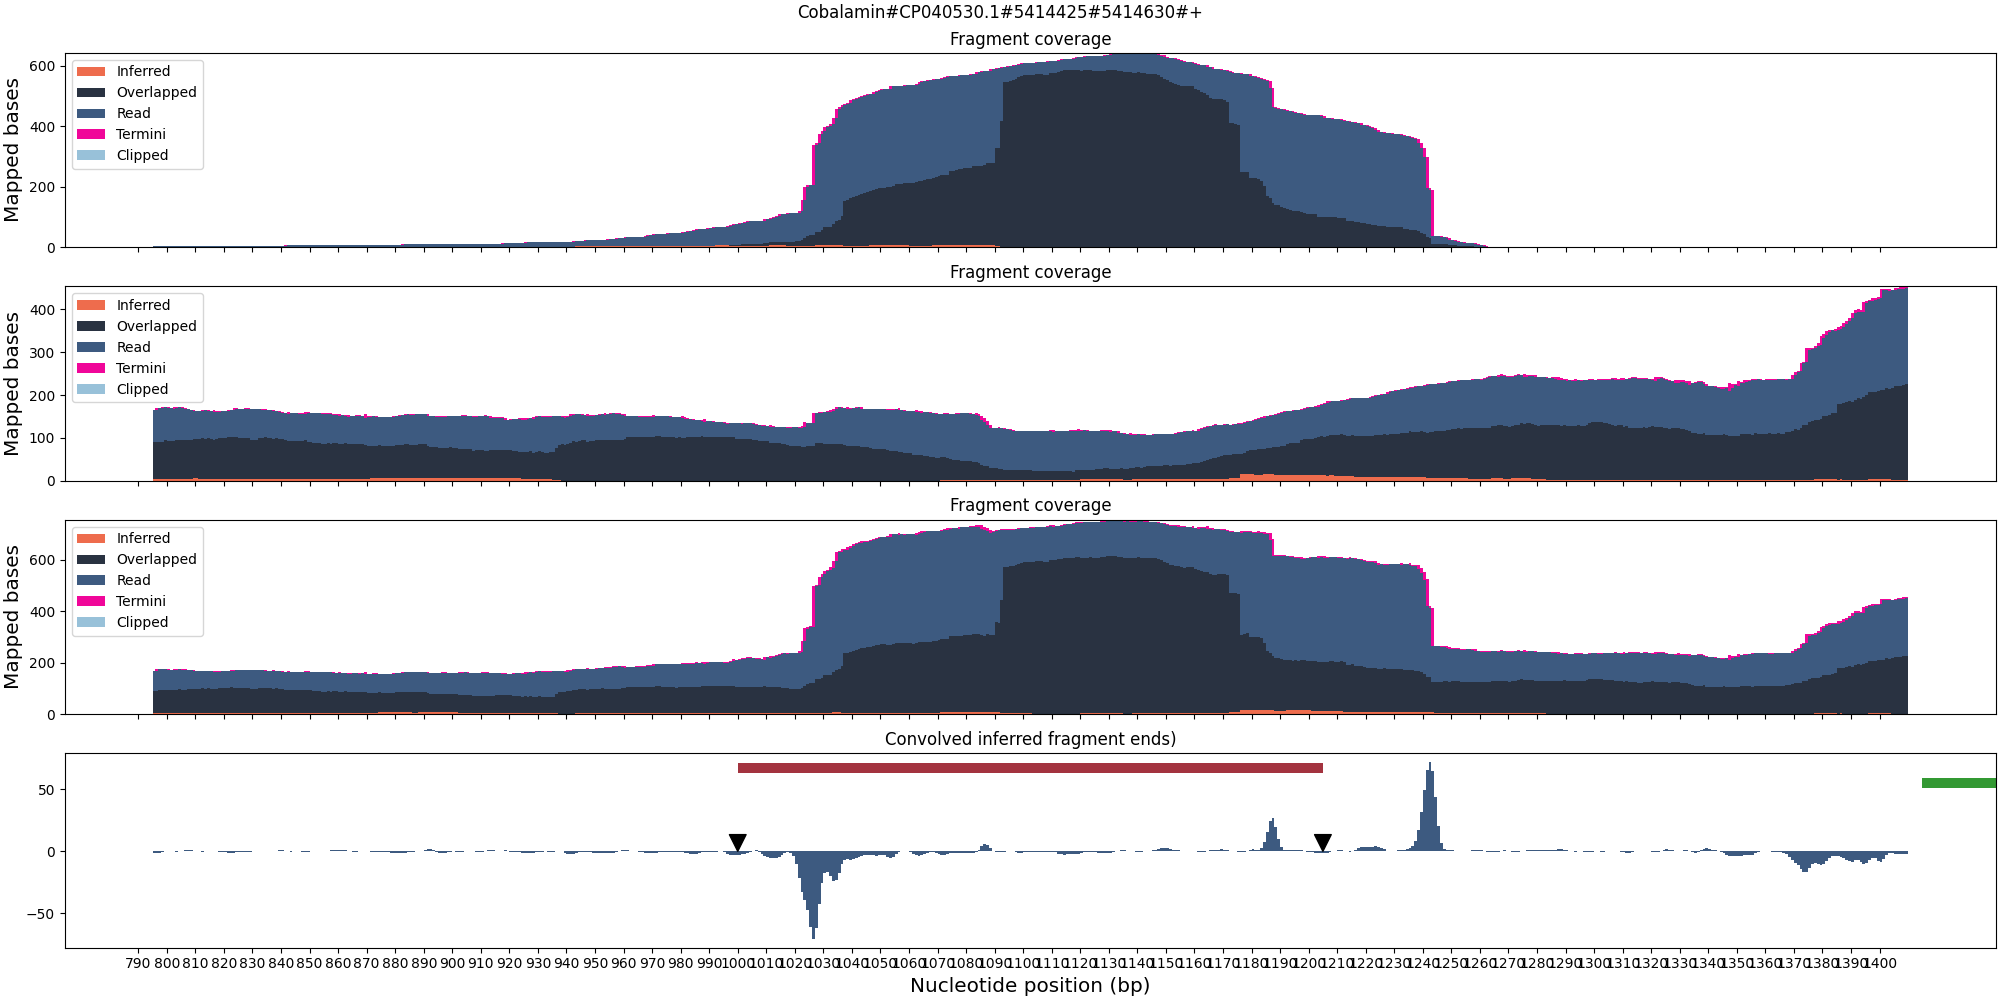 Cobalamin#CP040530.1#5414425#5414630#+
Fragment coverage
Mapped bases
600
400
200
0
Inferred
Overlapped
Read
Termini
Clipped
Fragment coverage
Mapped bases
400
300
200
100
0
Inferred
Overlapped
Read
Termini
Clipped
Fragment coverage
Mapped bases
600
400
200
0
Inferred
Overlapped
Read
Termini
Clipped
Convolved inferred fragment ends)
50
0
−50
790 800 810 820 830 840 850 860 870 880 890 900 910 920 930 940 950 960 970 980 990 1000 1010 1020 1030 1040 1050 1060 1070 1080 1090 1100 1110 1120 1130 1140 1150 1160 1170 1180 1190 1200 1210 1220 1230 1240 1250 1260 1270 1280 1290 1300 1310 1320 1330 1340 1350 1360 1370 1380 1390 1400
Nucleotide position (bp)